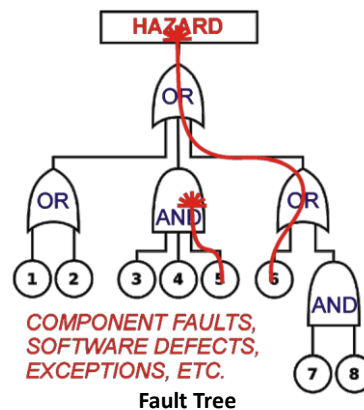 HAZARD
OR
OR
AND
OR
1 2 3 4 5 6
AND
7 8
COMPONENT FAULTS,
SOFTWARE DEFECTS,
EXCEPTIONS, ETC.
Fault Tree